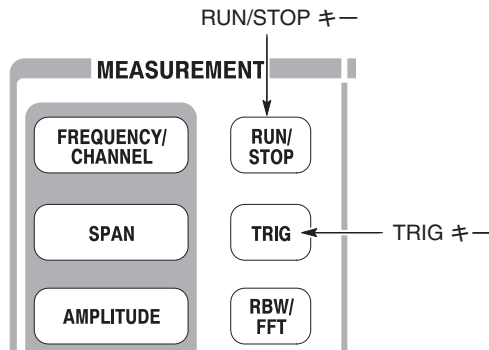 RUN/STOP キー
MEASUREMENT
FREQUENCY/
CHANNEL
RUN/
STOP
SPAN
TRIG
TRIG キー
AMPLITUDE
RBW/
FFT